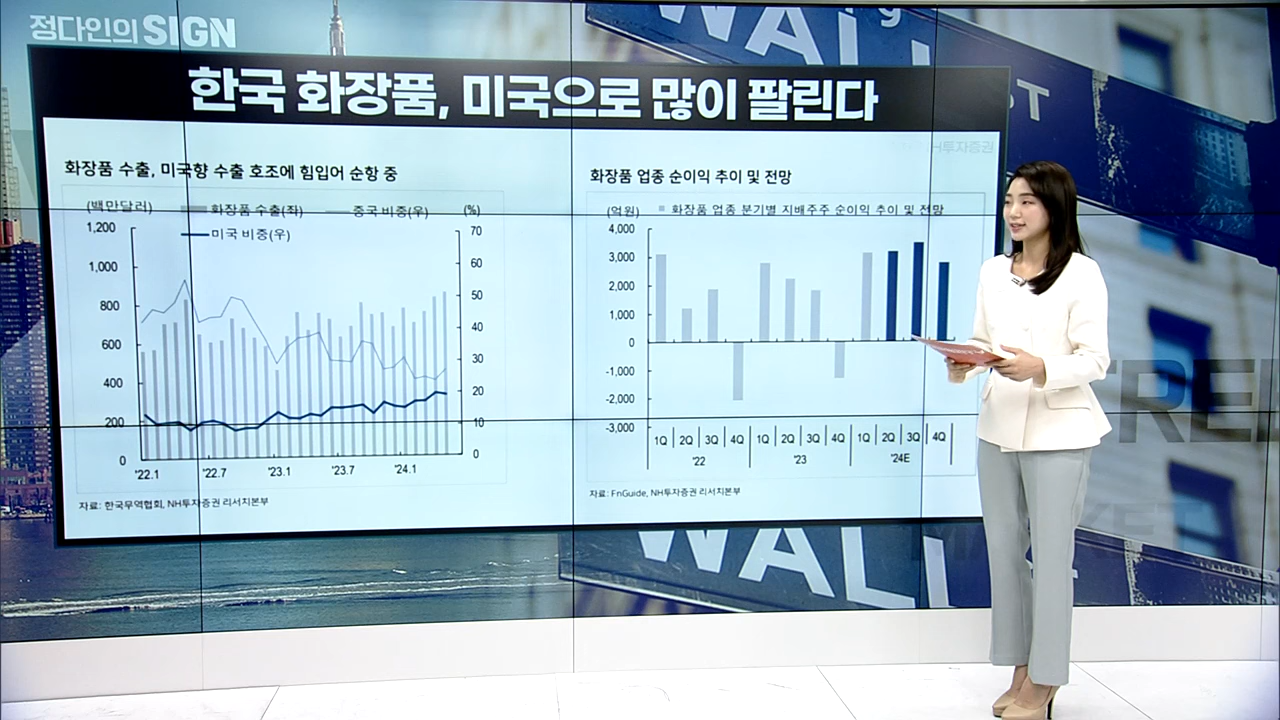 정다인의 SIGN
한국 화장품, 미국으로 많이 팔린다
NH투자증권
화장품 수출, 미국향 수출 호조에 힘입어 순항 중
(백만달러) 화장품 수출(좌) 중국 비중(우) (%)
미국 비중(우)
1,200
1,000
800
600
400
200
0
70
60
50
40
30
20
10
0
'22.1 '22.7 '23.1 '23.7 '24.1
자료: 한국무역협회, NH투자증권 리서치본부
화장품 업종 순이익 추이 및 전망
(억원) 화장품 업종 분기별 지배주주 순이익 추이 및 전망
4,000
3,000
2,000
1,000
0
-1,000
-2,000
-3,000
1Q 2Q 3Q 4Q 1Q 2Q 3Q 4Q 1Q 2Q 3Q 4Q
'22 '23 '24E
자료: FnGuide, NH투자증권 리서치본부
WALL
WALL